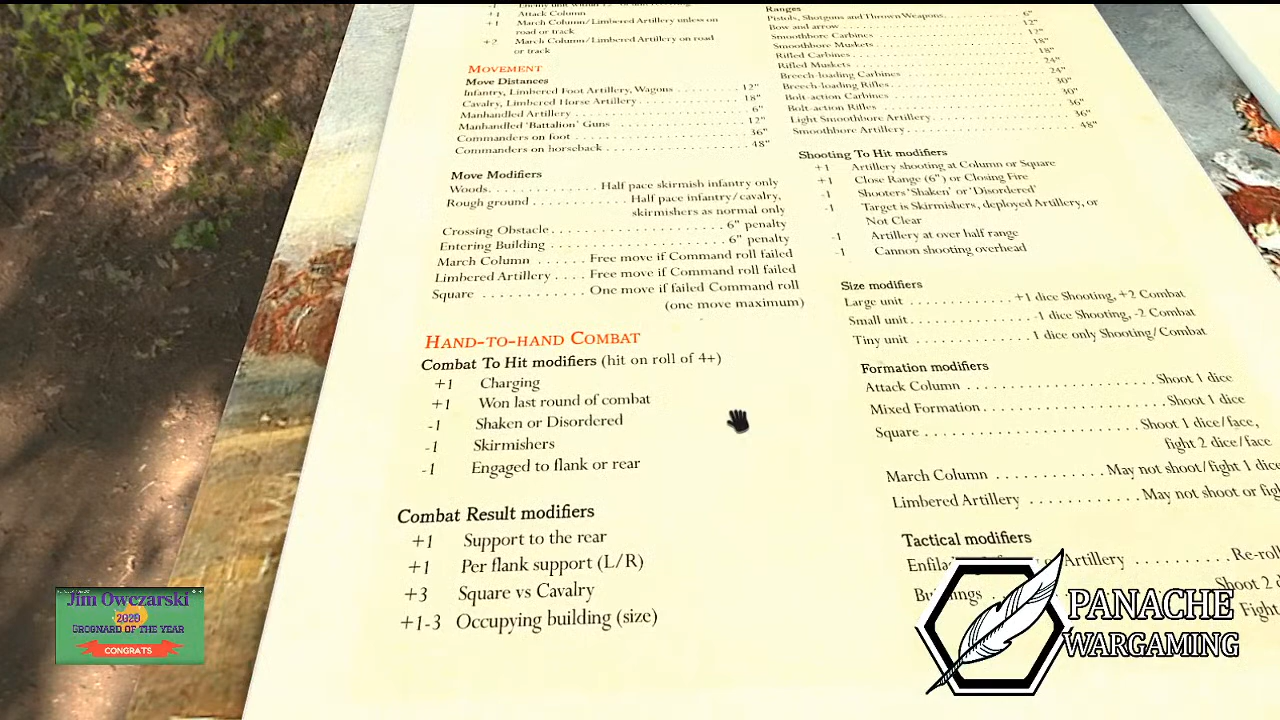 +1 Attack Column
+1 March Column/Limbered Artillery unless on
road or track
+2 March Column/Limbered Artillery on road
or track
MOVEMENT
Move Distances
Infantry, Limbered Foot Artillery, Wagons . . . . . . . . . . . . 12"
Cavalry, Limbered Horse Artillery . . . . . . . . . . . . . . . . 18"
Manhandled Artillery . . . . . . . . . . . . . . . . . . . . . . . . 6"
Manhandled 'Battalion' Guns . . . . . . . . . . . . . . . . . . 12"
Commanders on foot . . . . . . . . . . . . . . . . . . . . . . . 36"
Commanders on horseback . . . . . . . . . . . . . . . . . . . . 48"
Move Modifiers
Woods. . . . . . . . . . . . . Half pace skirmish infantry only
Rough ground . . . . . . . . . . . . Half pace infantry/cavalry,
skirmishers as normal only
Crossing Obstacle . . . . . . . . . . . . . . . . . . . . 6" penalty
Entering Building . . . . . . . . . . . . . . . . . . . . 6" penalty
March Column . . . . . . Free move if Command roll failed
Limbered Artillery . . . . Free move if Command roll failed
Square . . . . . . . . . . . One move if failed Command roll
(one move maximum)
HAND-TO-HAND COMBAT
Combat To Hit modifiers (hit on roll of 4+)
+1 Charging
+1 Won last round of combat
-1 Shaken or Disordered
-1 Skirmishers
-1 Engaged to flank or rear
Combat Result modifiers
+1 Support to the rear
+1 Per flank support (L/R)
+3 Square vs Cavalry
+1-3 Occupying building (size)
Ranges
Pistols, Shotguns and Thrown Weapons. . . . . . . . . . . . 6"
Bow and arrow . . . . . . . . . . . . . . . . . . . . . . . . . . 12"
Smoothbore Carbines . . . . . . . . . . . . . . . . . . . . . . 12"
Smoothbore Muskets . . . . . . . . . . . . . . . . . . . . . . 18"
Rifled Carbines . . . . . . . . . . . . . . . . . . . . . . . . . . 18"
Rifled Muskets . . . . . . . . . . . . . . . . . . . . . . . . . . 24"
Breech-loading Carbines . . . . . . . . . . . . . . . . . . . . 24"
Breech-loading Rifles . . . . . . . . . . . . . . . . . . . . . . 30"
Bolt-action Carbines . . . . . . . . . . . . . . . . . . . . . . 30"
Bolt-action Rifles . . . . . . . . . . . . . . . . . . . . . . . . 36"
Light Smoothbore Artillery . . . . . . . . . . . . . . . . . . 36"
Smoothbore Artillery . . . . . . . . . . . . . . . . . . . . . . 48"
Shooting To Hit modifiers
+1 Artillery shooting at Column or Square
+1 Close Range (6") or Closing Fire
-1 Shooters 'Shaken' or 'Disordered'
-1 Target is Skirmishers, deployed Artillery, or
Not Clear
-1 Artillery at over half range
-1 Cannon shooting overhead
Size modifiers
Large unit . . . . . . . . . . . . +1 dice Shooting, +2 Combat
Small unit . . . . . . . . . . . . . -1 dice Shooting, -2 Combat
Tiny unit . . . . . . . . . . . . . 1 dice only Shooting/Combat
Formation modifiers
Attack Column . . . . . . . . . . . . . . . . . . . . Shoot 1 dice
Mixed Formation . . . . . . . . . . . . . . . . . . . Shoot 1 dice
Square . . . . . . . . . . . . . . . . . . . . . . Shoot 1 dice/face,
fight 2 dice/face
March Column . . . . . . . . . . . May not shoot/fight 1 dice
Limbered Artillery . . . . . . . . . . . May not shoot or
Tactical modifiers
Artillery . . . . . . . . . Re-roll
Shoot 2
Fight
Jim Owczarski
2020
GROGNARD OF THE YEAR
CONGRATS
PANACHE
WARGAMING